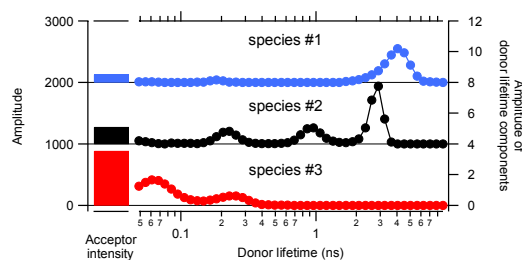 3000
2000
1000
0
Amplitude
species #1
species #2
species #3
12
10
8
6
4
2
0
Amplitude of
donor lifetime components
5 6 7 0.1 2 3 4 5 6 7 1 2 3 4 5 6 7
Acceptor
intensity
Donor lifetime (ns)